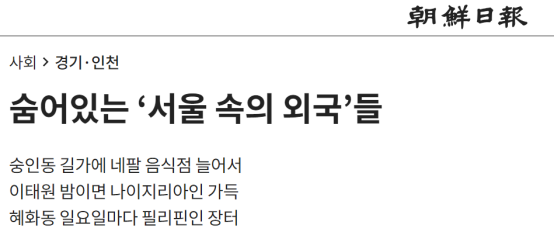 朝鮮日報
사회 > 경기·인천
숨어있는 ‘서울 속의 외국’들
숭인동 길가에 네팔 음식점 늘어서
이태원 밤이면 나이지리아인 가득
혜화동 일요일마다 필리핀인 장터